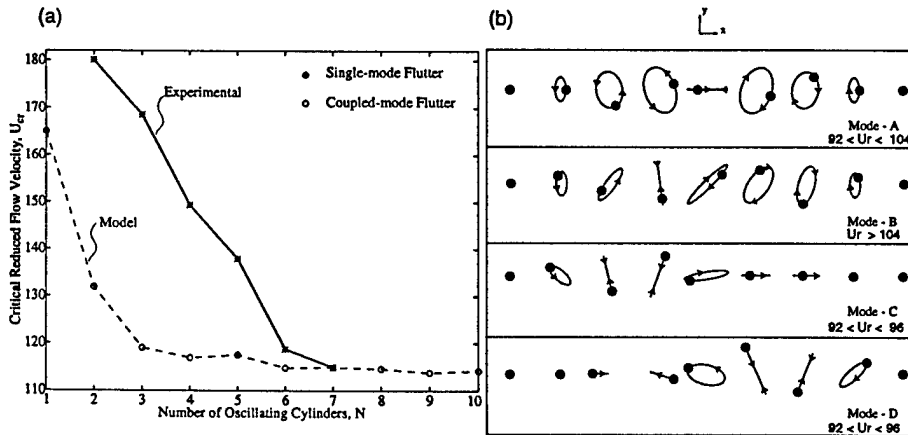 (a)
180
170
160
150
140
130
120
110
1 2 3 4 5 6 7 8 9 10
Critical Reduced Flow Velocity, Ucr
Number of Oscillating Cylinders, N
Experimental
Model
Single-mode Flutter
Coupled-mode Flutter
(b)
y
x
Mode - A
92 < Ur < 104
Mode - B
Ur > 104
Mode - C
92 < Ur < 96
Mode - D
92 < Ur < 96